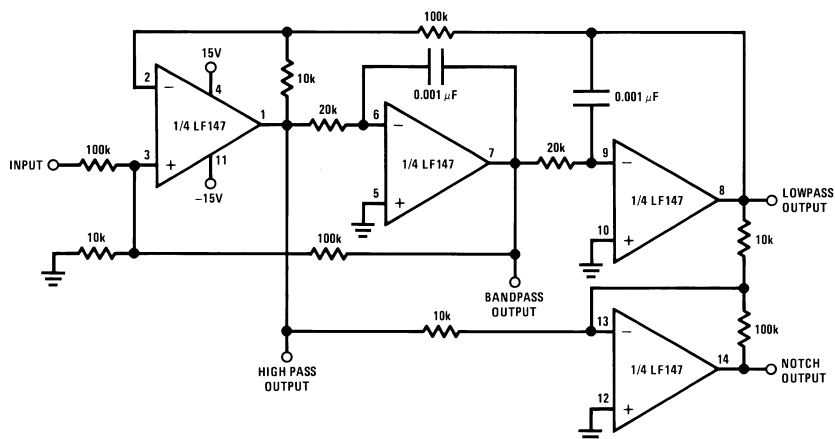 100k
15V
2
4
10k
0.001 µF
0.001 µF
20k
1
6
1/4 LF147
100k
3
11
–15V
INPUT
7
20k
9
1/4 LF147
5
8
LOWPASS
OUTPUT
1/4 LF147
10k
100k
10
10k
BANDPASS
OUTPUT
10k
13
100k
HIGH PASS
OUTPUT
1/4 LF147
14
NOTCH
OUTPUT
12